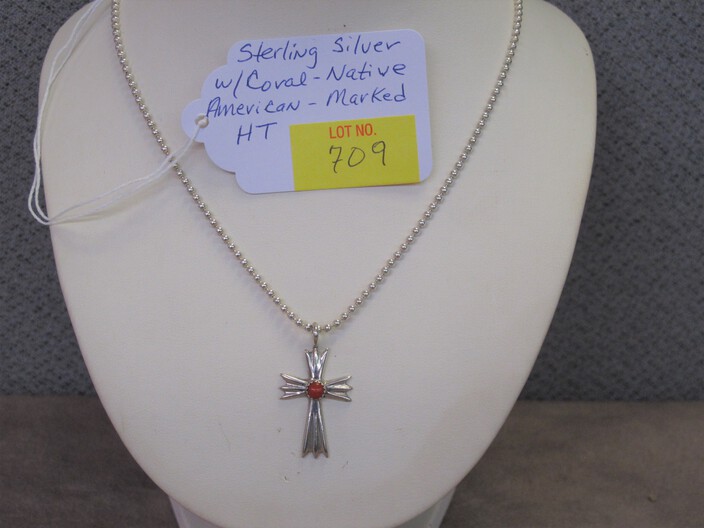 Sterling Silver
w/Coral-Native
American - Marked
HT
LOT NO.
709